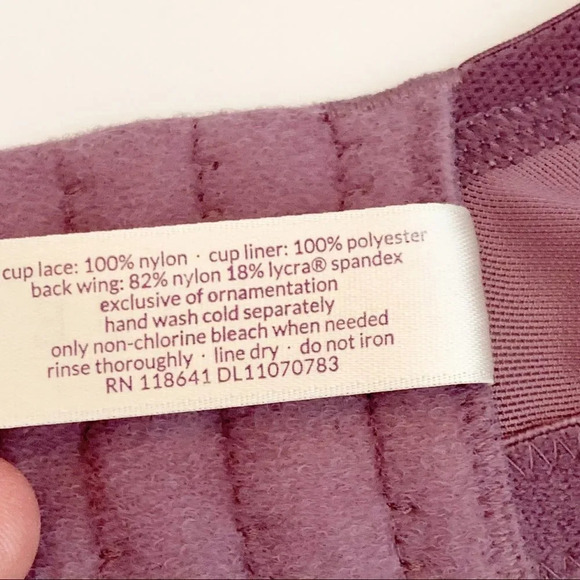 cup lace: 100% nylon · cup liner: 100% polyester
back wing: 82% nylon 18% lycra® spandex
exclusive of ornamentation
hand wash cold separately
only non-chlorine bleach when needed
rinse thoroughly · line dry · do not iron
RN 118641 DL11070783